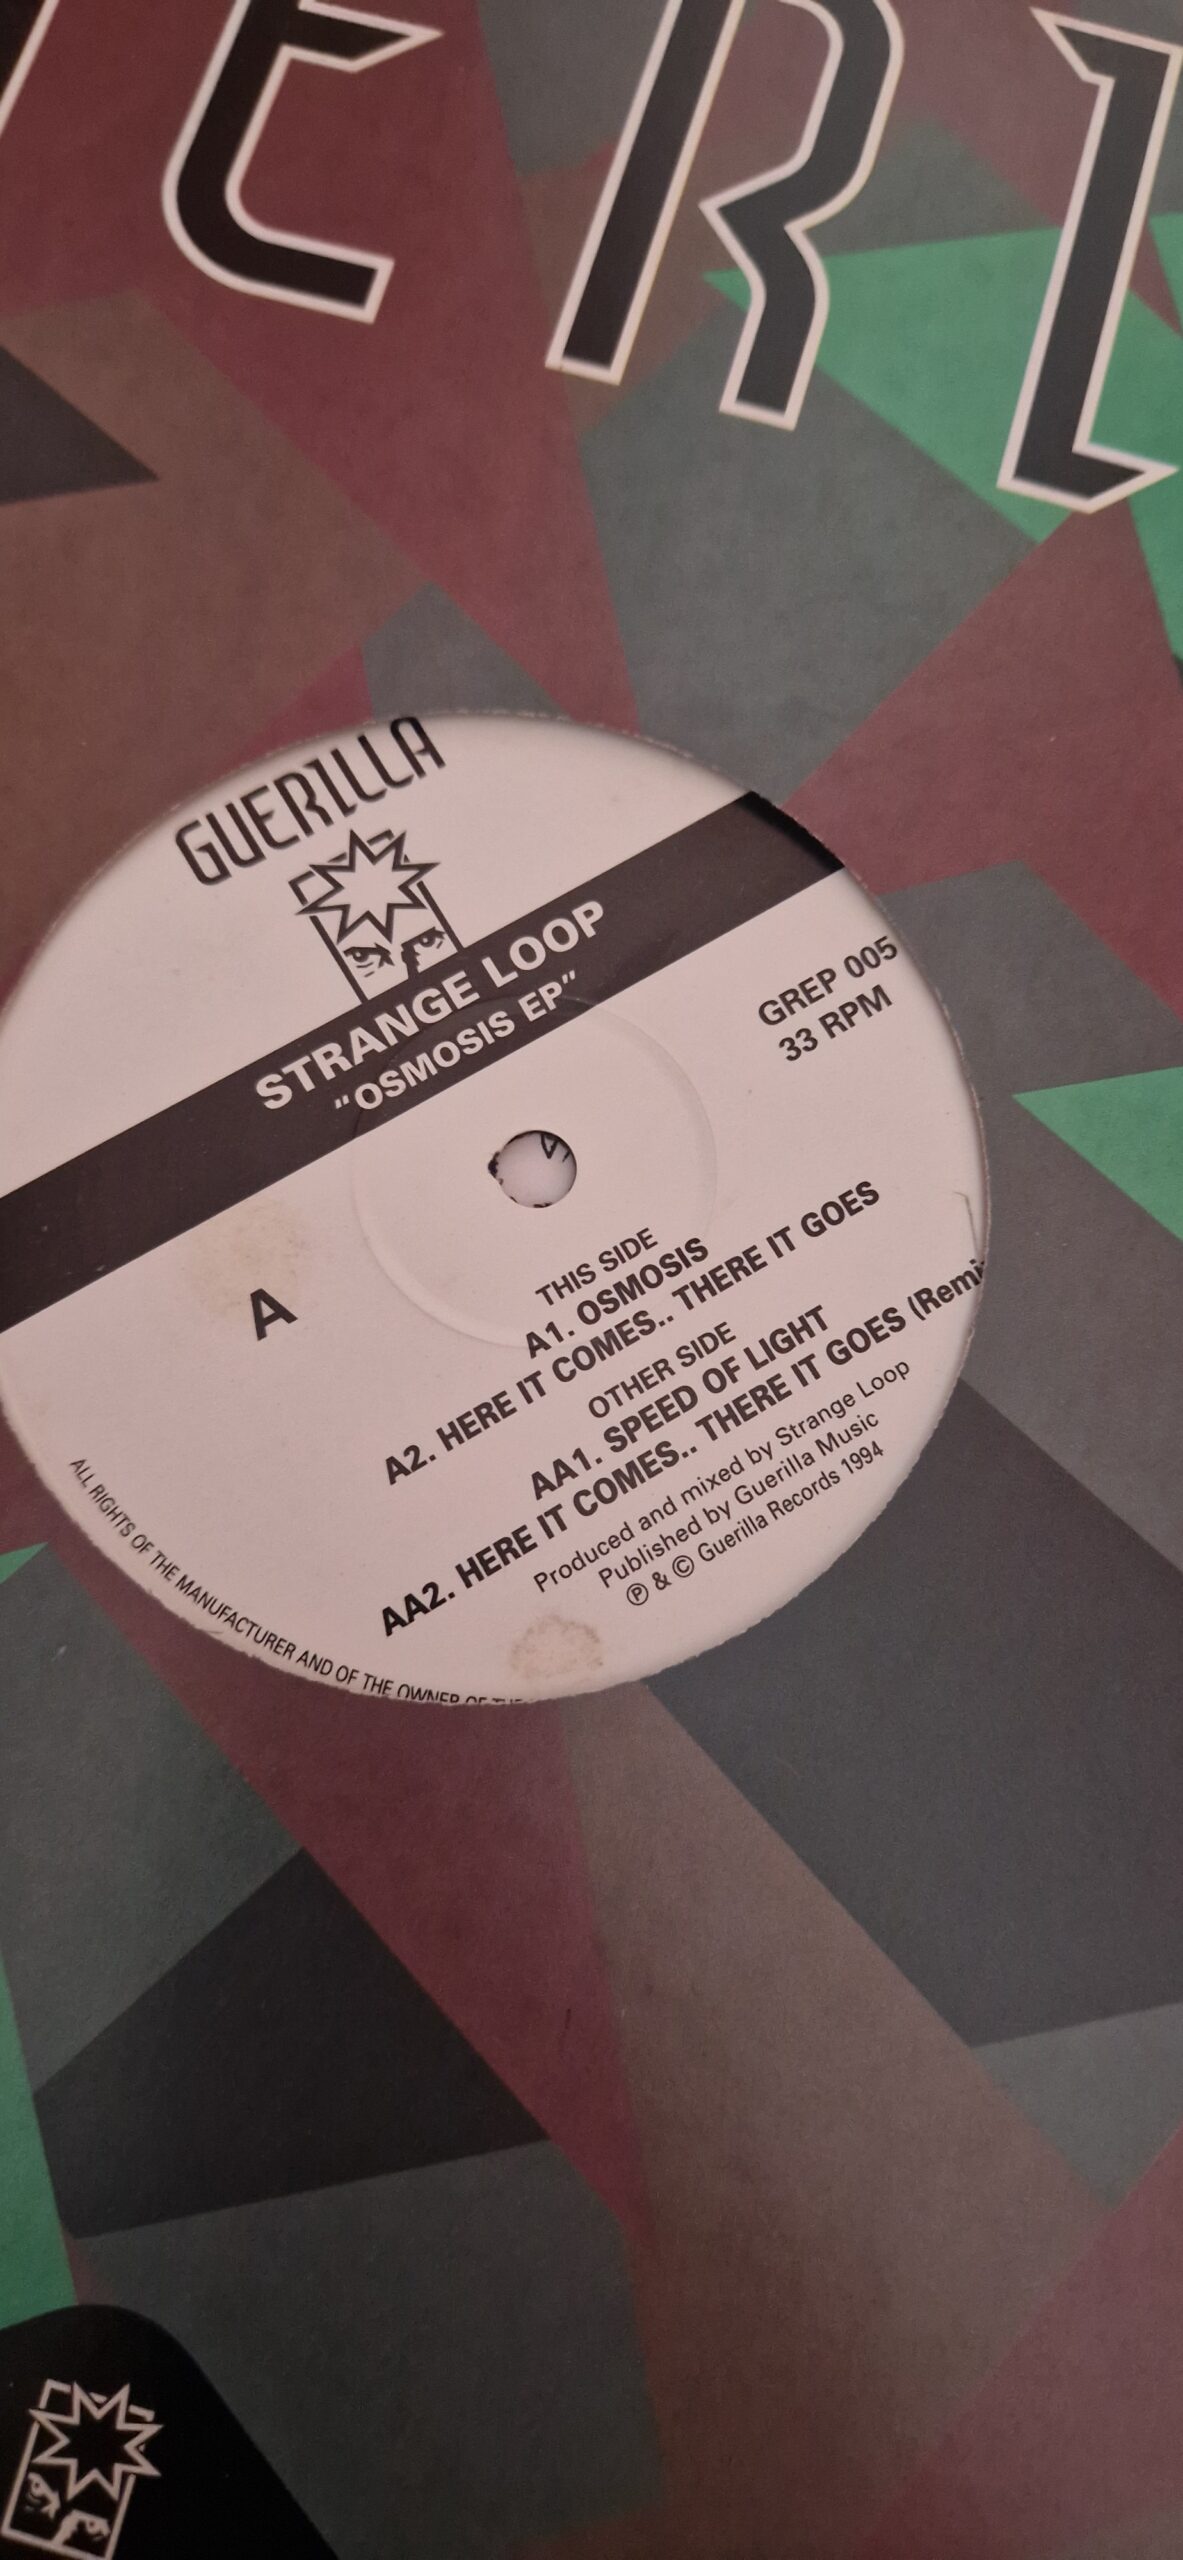 ERI
GUERILLA
STRANGE LOOP
"OSMOSIS EP"
GREP 005
33 RPM
A
THIS SIDE
A1. OSMOSIS
A2. HERE IT COMES.. THERE IT GOES
OTHER SIDE
AA1. SPEED OF LIGHT
AA2. HERE IT COMES.. THERE IT GOES (Remi
Produced and mixed by Strange Loop
Published by Guerilla Music
℗ & © Guerilla Records 1994
ALL RIGHTS OF THE MANUFACTURER AND OF THE OWNER OF THE